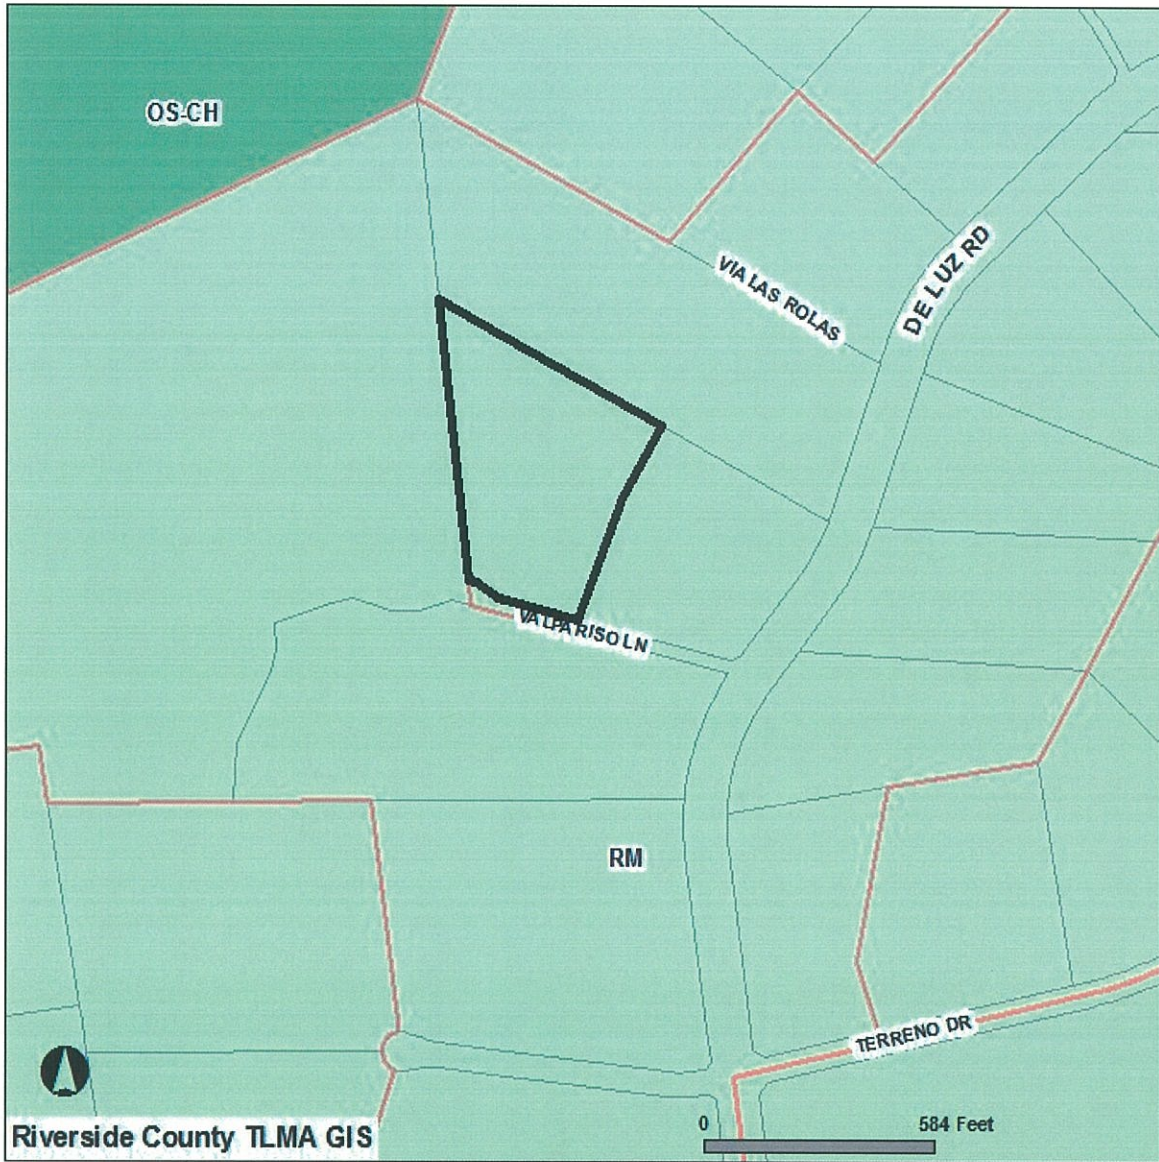 OS-CH
VIA LAS ROLAS
DE LUZ RD
VALPARISO LN
RM
TERRENO DR
Riverside County TLMA GIS
0 584 Feet